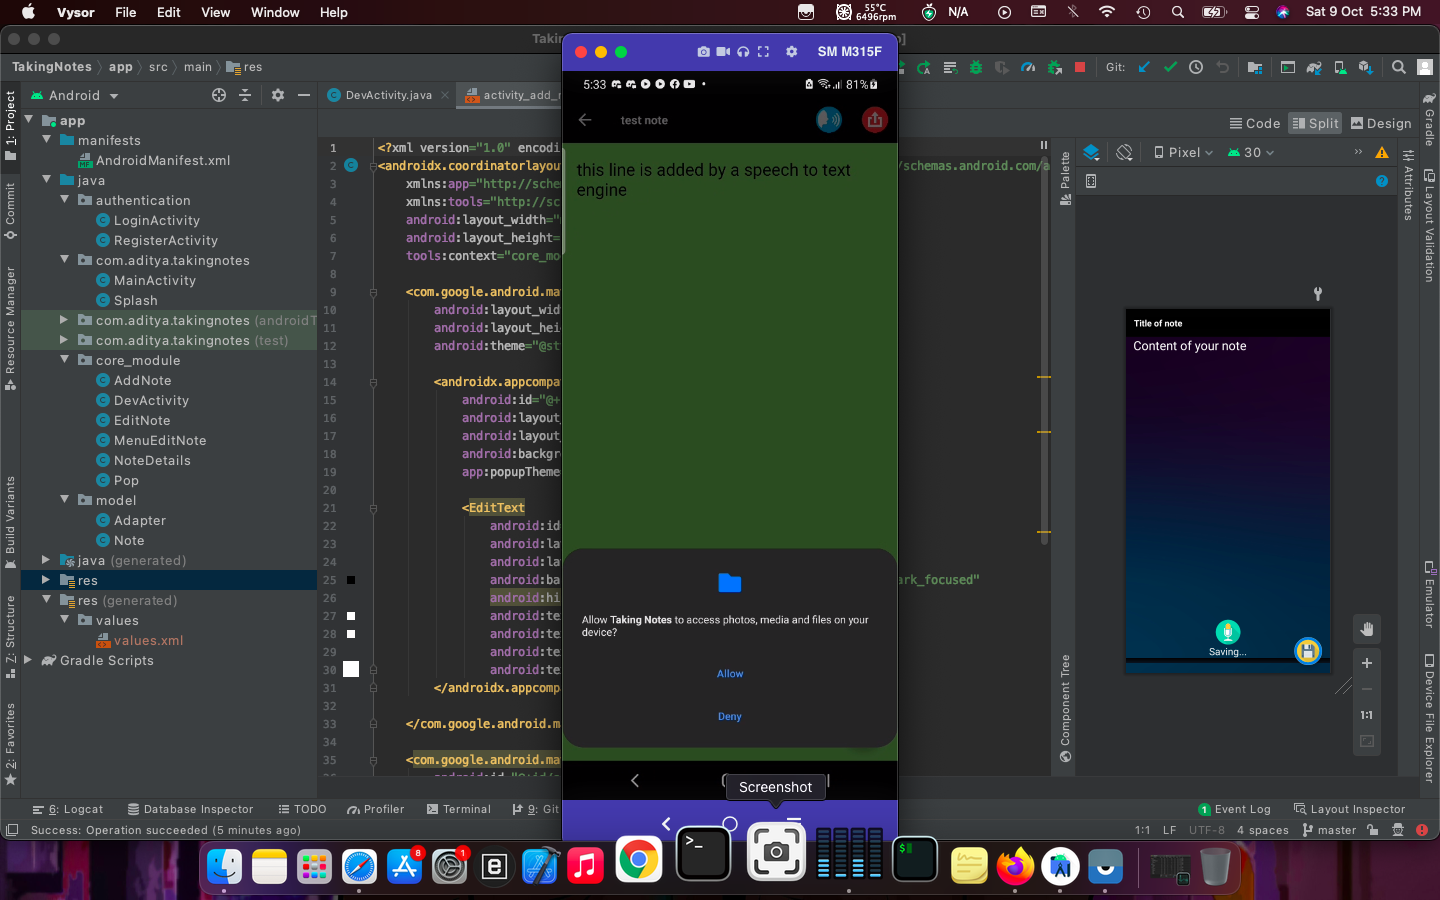 Vysor File Edit View Window Help
55°C
6496rpm
N/A
Sat 9 Oct 5:33 PM
SM M315F
TakingNotes app src main res
Git:
Android
DevActivity.java
Code Split Design
1: Project
Commit
Resource Manager
Build Variants
Z: Structure
2: Favorites
app
manifests
AndroidManifest.xml
java
authentication
LoginActivity
RegisterActivity
com.aditya.takingnotes
MainActivity
Splash
com.aditya.takingnotes (androidT
com.aditya.takingnotes (test)
core_module
AddNote
DevActivity
EditNote
MenuEditNote
NoteDetails
Pop
model
Adapter
Note
java (generated)
res
res (generated)
values
values.xml
Gradle Scripts
1 <?xml version="1.0" encodi
2 <androidx.coordinatorlayou
/schemas.android.com/a
3 xmlns:app="http://sche
4 xmlns:tools="http://sc
5 android:layout_width="
6 android:layout_height=
7 tools:context="core_mo
8
9 <com.google.android.ma
10 android:layout_wid
11 android:layout_hei
12 android:theme="@st
13
14 <androidx.appcompa
15 android:id="@+
16 android:layout_
17 android:layout_
18 android:backgr
19 app:popupTheme
20
21 <EditText
22 android:id
23 android:la
24 android:la
25 android:ba
ark_focused"
26 android:hi
27 android:te
28 android:te
29 android:te
30 android:te
31 </androidx.appcompa
32
33 </com.google.android.m
34
35 <com.google.android.ma
5:33
81%
test note
this line is added by a speech to text
engine
Allow Taking Notes to access photos, media and files on your
device?
Allow
Deny
Screenshot
Palette
Component Tree
Pixel 30
Title of note
Content of your note
Saving...
1:1
Gradle
Attributes
Layout Validation
Emulator
Device File Explorer
6: Logcat Database Inspector TODO Profiler Terminal 9: Git
1 Event Log Layout Inspector
Success: Operation succeeded (5 minutes ago)
1:1 LF UTF-8 4 spaces master
8
1